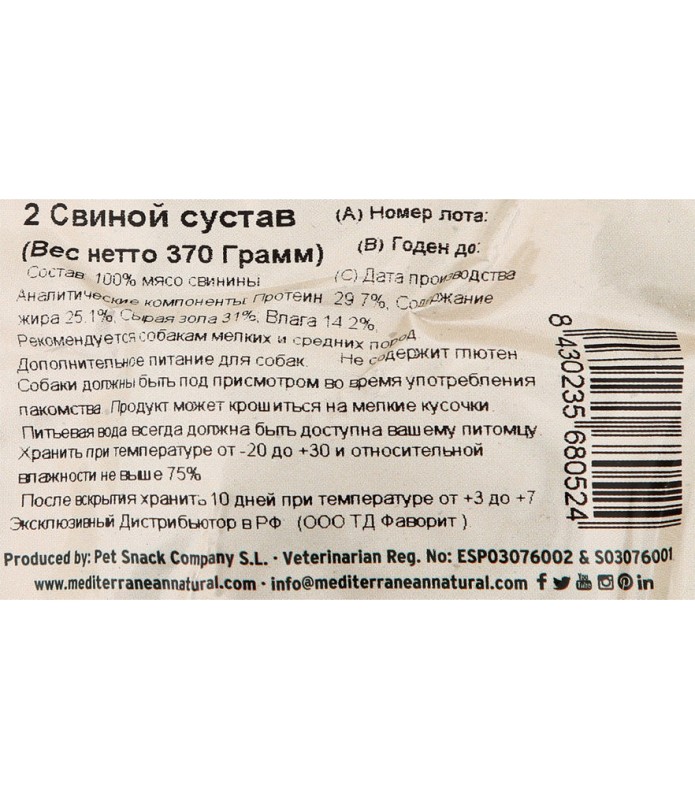 2 Свиной сустав
(A) Номер лота:
(Вес нетто 370 Грамм)
(B) Годен до:
Состав 100% мясо свинины
(C) Дата производства
Аналитические компоненты Протеин 29 7%, Содержание
жира 25.1%, Сырая зола 31%, Влага 14 2%
Рекомендуется собакам мелких и средних пород
Дополнительное питание для собак. Не содержит глютен
Собаки должны быть под присмотром во время употребления
лакомства. Продукт может крошиться на мелкие кусочки
Питьевая вода всегда должна быть доступна вашему питомцу
Хранить при температуре от -20 до +30 и относительной
влажности не выше 75%
После вскрытия хранить 10 дней при температуре от +3 до +7
Эксклюзивный Дистрибьютор в РФ (ООО ТД Фаворит )
8 430235 680524
Produced by: Pet Snack Company S.L. · Veterinarian Reg. No: ESP03076002 & S03076001
www.mediterraneannatural.com · info@mediterraneannatural.com